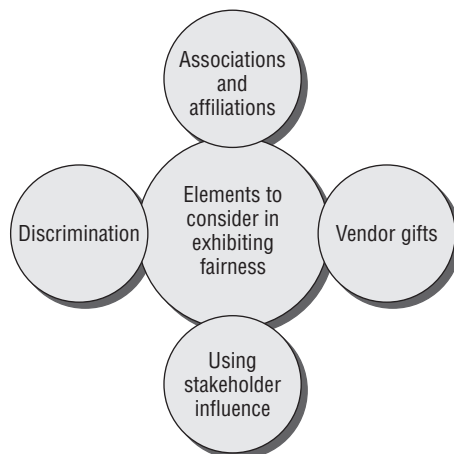 Associations
and
affiliations
Elements to
consider in
exhibiting
fairness
Discrimination
Vendor gifts
Using
stakeholder
influence